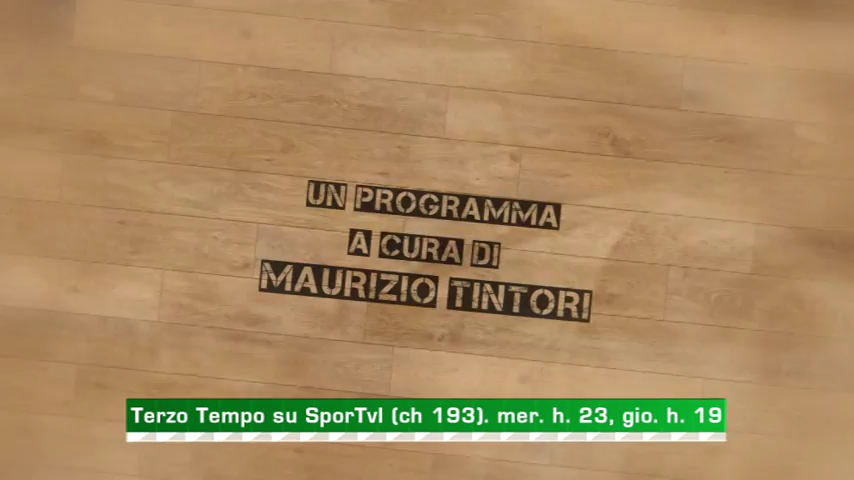 UN PROGRAMMA
A CURA DI
MAURIZIO TINTORI
Terzo Tempo su SporTvl (ch 193). mer. h. 23, gio. h. 19